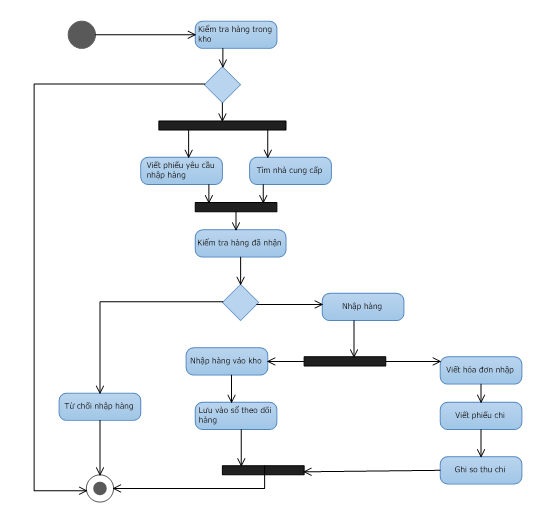 Kiểm tra hàng trong
kho
Viết phiếu yêu cầu
nhập hàng
Tìm nhà cung cấp
Kiểm tra hàng đã nhận
Nhập hàng
Nhập hàng vảo kho
Viết hóa đơn nhập
Từ chối nhập hàng
Lưu vào sổ theo dõi
hàng
Viết phiếu chi
Ghi so thu chi